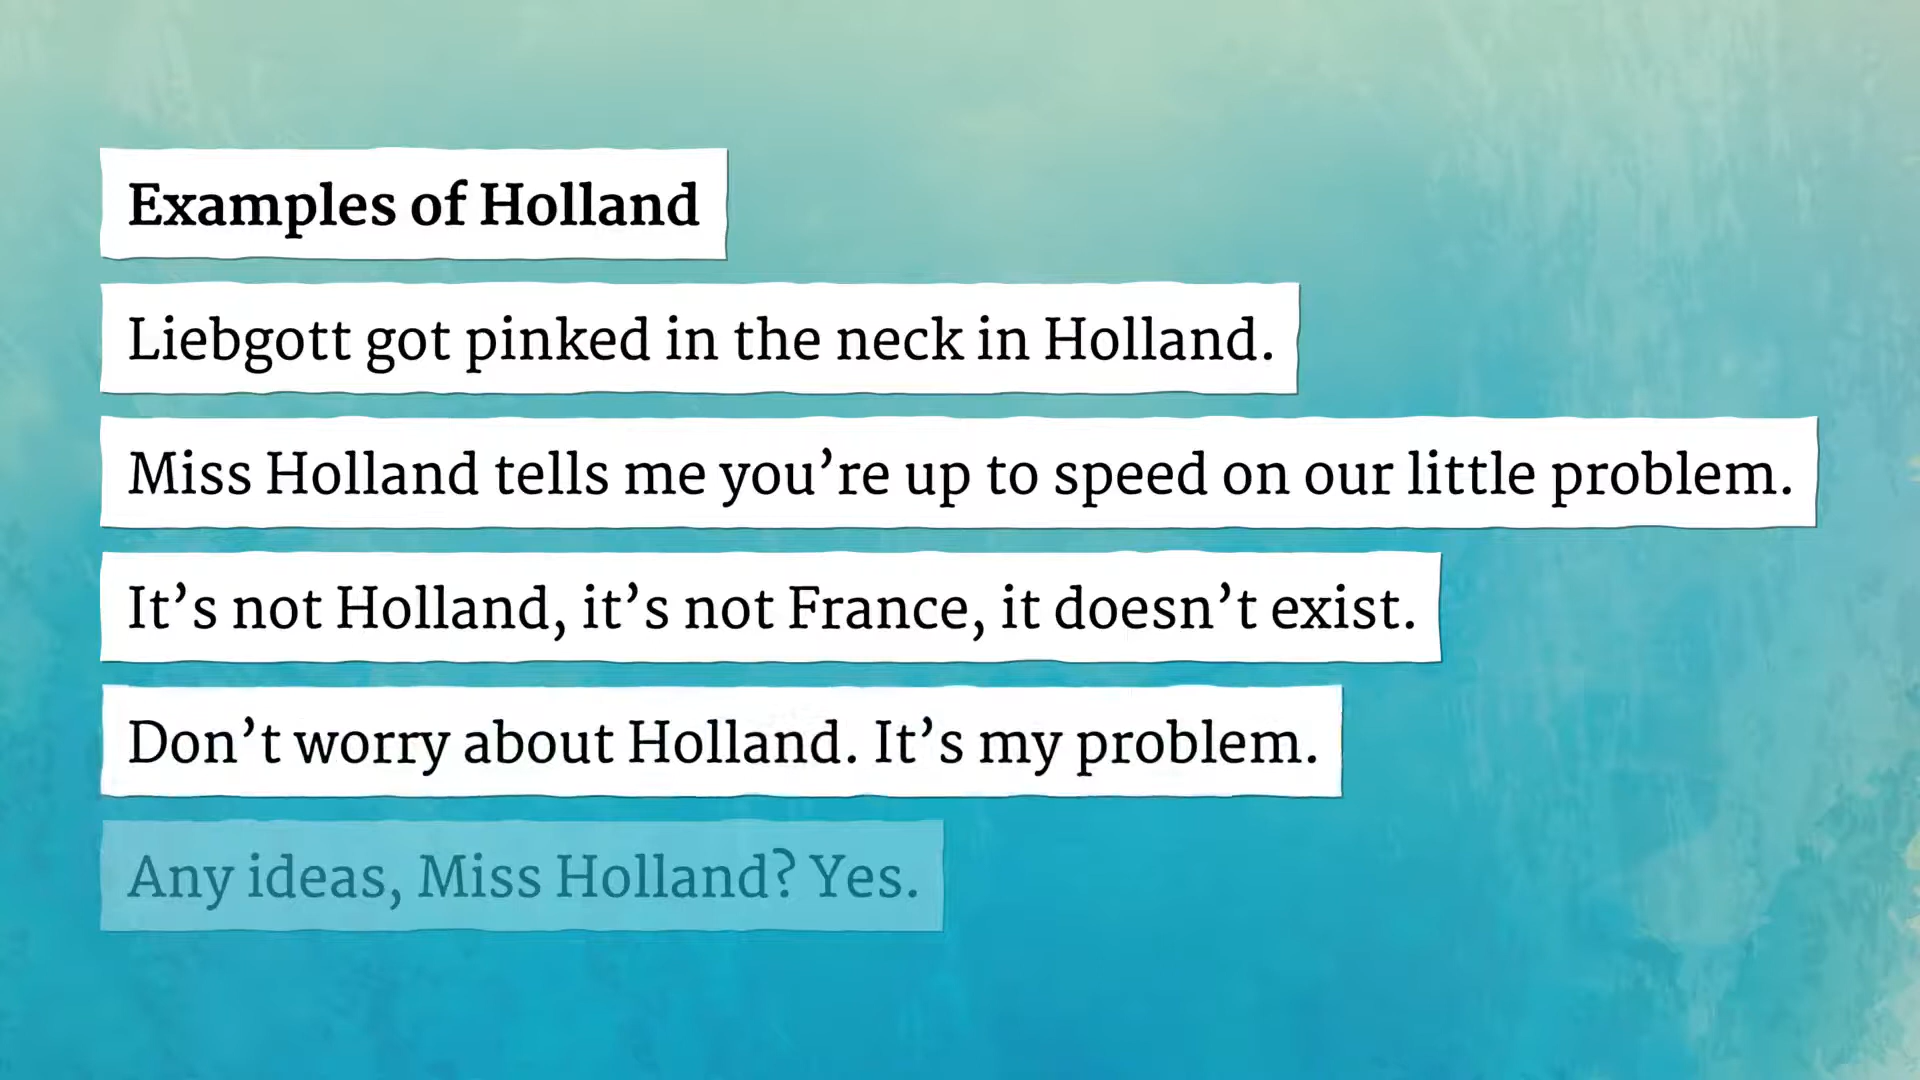 Examples of Holland
Liebgott got pinked in the neck in Holland.
Miss Holland tells me you’re up to speed on our little problem.
It’s not Holland, it’s not France, it doesn’t exist.
Don’t worry about Holland. It’s my problem.
Any ideas, Miss Holland? Yes.